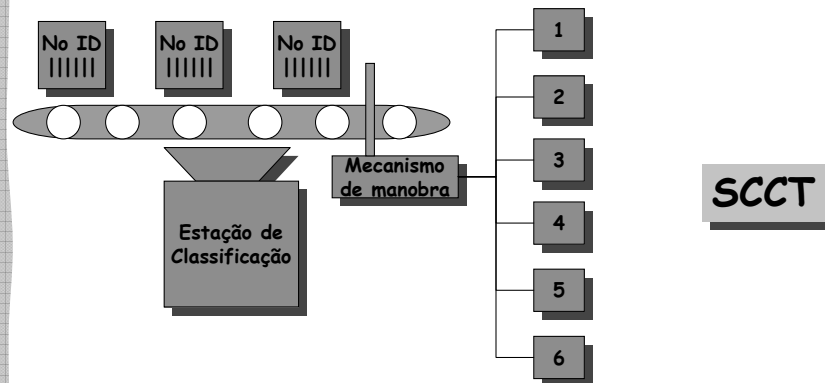 No ID
No ID
No ID
Mecanismo
de manobra
Estação de
Classificação
1
2
3
4
5
6
SCCT